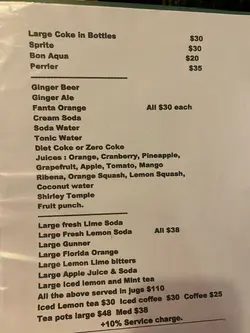 Large Coke in Bottles $30
Sprite $30
Bon Aqua $20
Perrier $35
Ginger Beer
Ginger Ale
Fanta Orange All $30 each
Cream Soda
Soda Water
Tonic Water
Diet Coke or Zero Coke
Juices : Orange, Cranberry, Pineapple,
Grapefruit, Apple, Tomato, Mango
Ribena, Orange Squash, Lemon Squash,
Coconut water
Shirley Temple
Fruit punch.
Large fresh Lime Soda
Large Fresh Lemon Soda All $38
Large Gunner
Large Florida Orange
Large Lemon Lime bitters
Large Apple Juice & Soda
Large Iced lemon and Mint tea
All the above served in jugs $110
Iced Lemon tea $30 Iced coffee $30 Coffee $25
Tea pots large $48 Med $38
+10% Service charge.